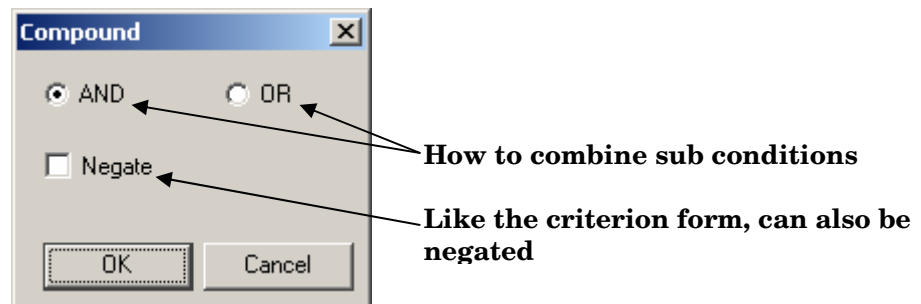 Compound
AND OR
How to combine sub conditions
Negate
Like the criterion form, can also be
negated
OK Cancel